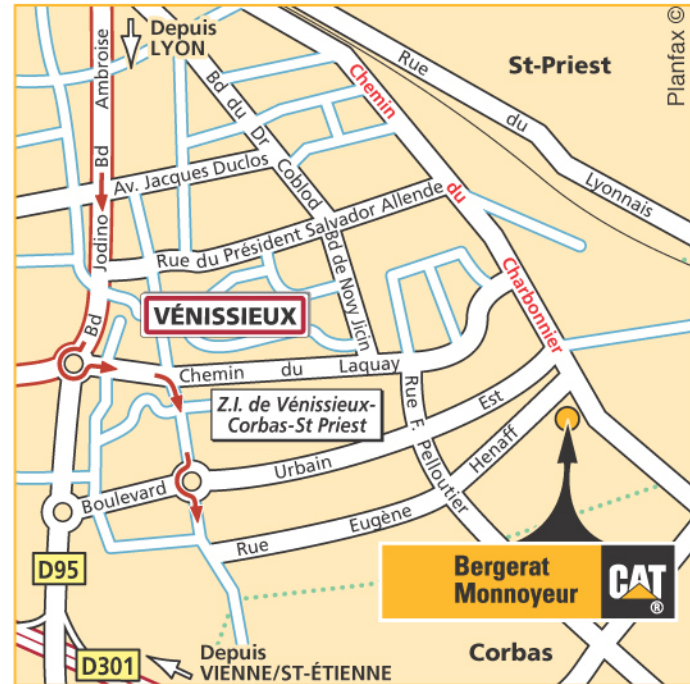 Depuis
LYON
Planfax ©
St-Priest
Rue
du
Lyonnais
Bd Ambroise
Bd du Dr Coblod
Chemin
du
Charbonnier
Av. Jacques Duclos
Bd Jodino
Rue du Président Salvador Allende
Bd de Novy Jicin
VÉNISSIEUX
Chemin du Laquay
Z.I. de Vénissieux-
Corbas-St Priest
Rue F. Pelloutier
Boulevard Urbain Est
Rue Eugène Henaff
D95
Bergerat
Monnoyeur
CAT
®
D301
Depuis
VIENNE/ST-ÉTIENNE
Corbas